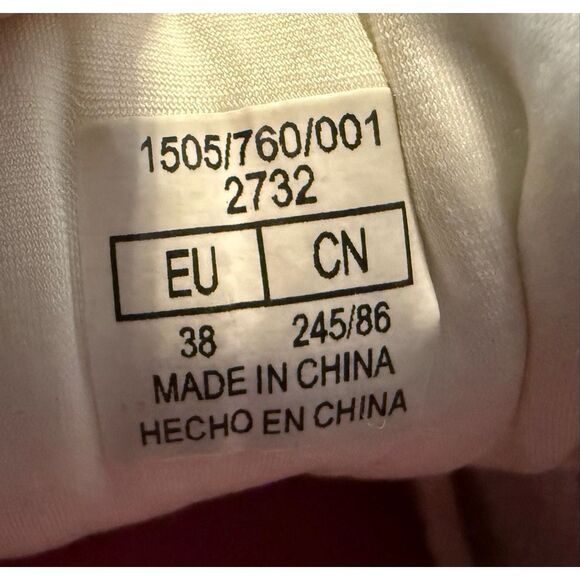 1505/760/001
2732
EU CN
38 245/86
MADE IN CHINA
HECHO EN CHINA